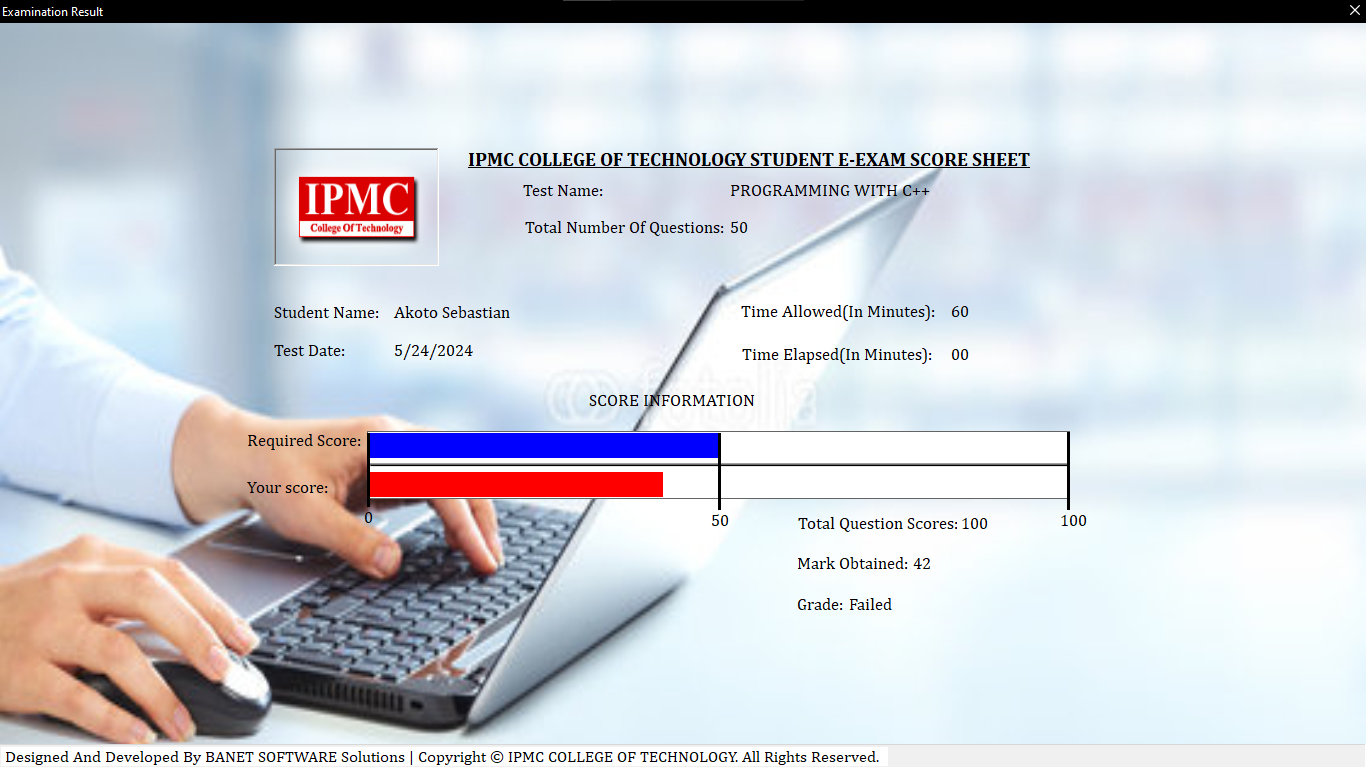 Examination Result
IPMC
College Of Technology
IPMC COLLEGE OF TECHNOLOGY STUDENT E-EXAM SCORE SHEET
Test Name: PROGRAMMING WITH C++
Total Number Of Questions: 50
Student Name: Akoto Sebastian
Time Allowed(In Minutes): 60
Test Date: 5/24/2024
Time Elapsed(In Minutes): 00
fotolia
SCORE INFORMATION
Required Score:
Your score:
0 50 100
Total Question Scores: 100
Mark Obtained: 42
Grade: Failed
Designed And Developed By BANET SOFTWARE Solutions | Copyright © IPMC COLLEGE OF TECHNOLOGY. All Rights Reserved.